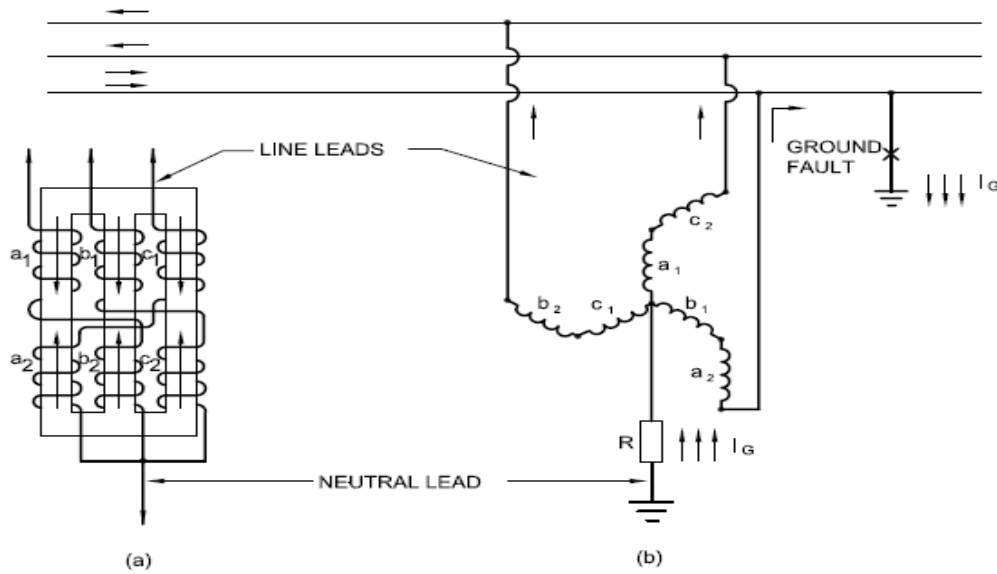 LINE LEADS
GROUND
FAULT
I G
a 1
b 1
c 1
a 2
b 2
c 2
c 2
a 1
b 2
c 1
b 1
a 2
R
I G
NEUTRAL LEAD
(a)
(b)